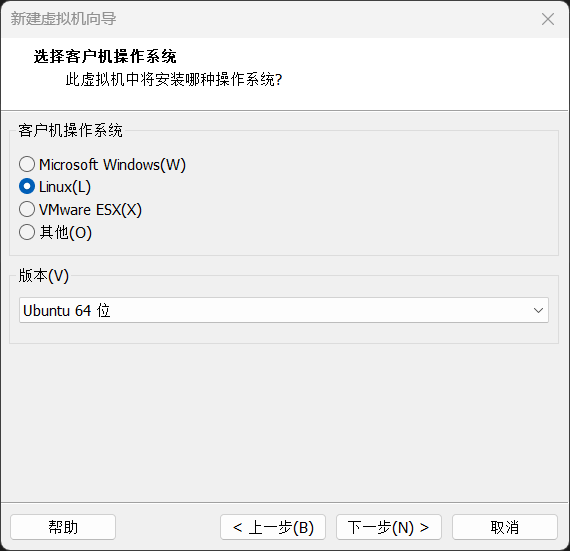 新建虚拟机向导
选择客户机操作系统
此虚拟机中将安装哪种操作系统?
客户机操作系统
Microsoft Windows(W)
Linux(L)
VMware ESX(X)
其他(O)
版本(V)
Ubuntu 64 位
帮助
< 上一步(B)
下一步(N) >
取消